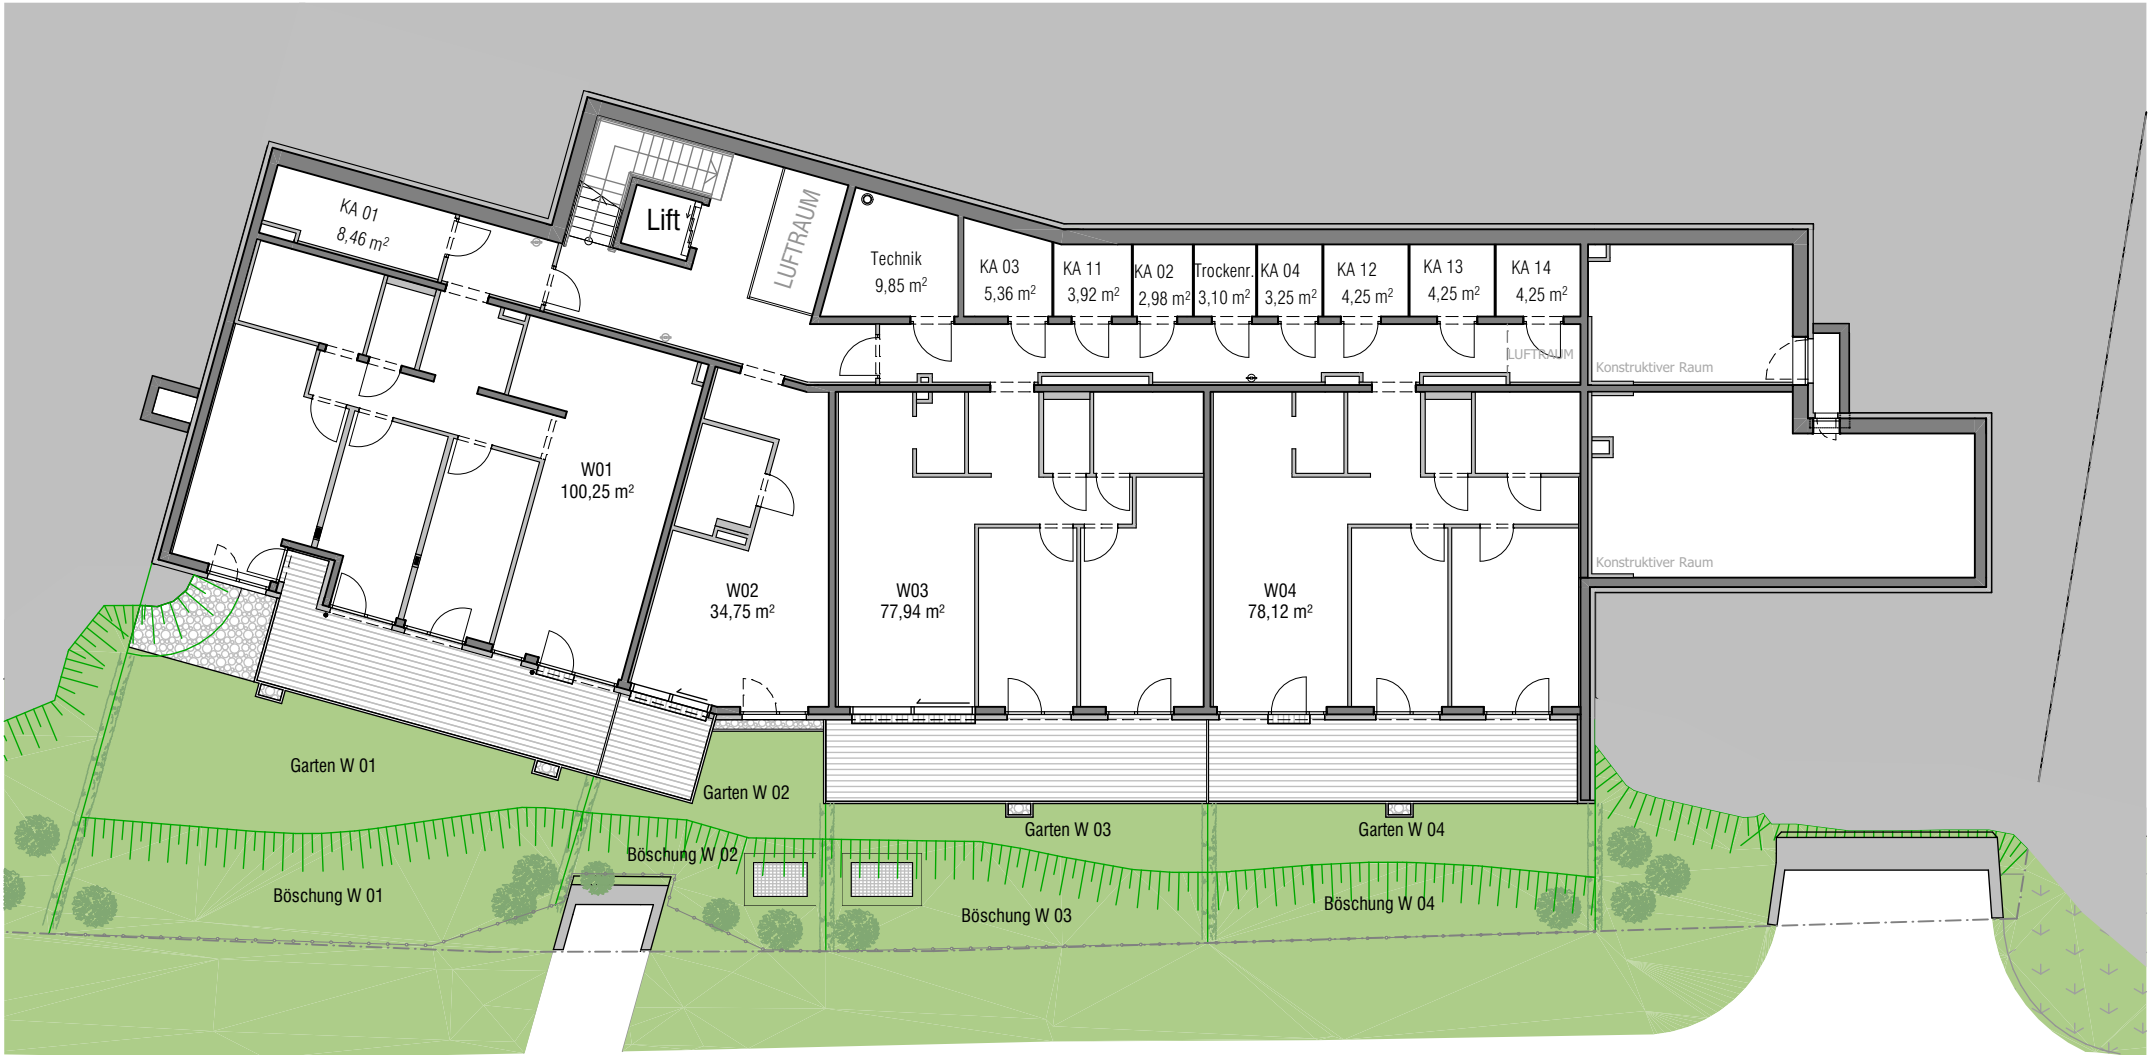 KA 01
8,46 m²
Lift
LUFTRAUM
Technik
9,85 m²
KA 03
5,36 m²
KA 11
3,92 m²
KA 02
2,98 m²
Trockenr.
3,10 m²
KA 04
3,25 m²
KA 12
4,25 m²
KA 13
4,25 m²
KA 14
4,25 m²
LUFTRAUM
Konstruktiver Raum
Konstruktiver Raum
W01
100,25 m²
W02
34,75 m²
W03
77,94 m²
W04
78,12 m²
Garten W 01
Garten W 02
Garten W 03
Garten W 04
Böschung W 01
Böschung W 02
Böschung W 03
Böschung W 04